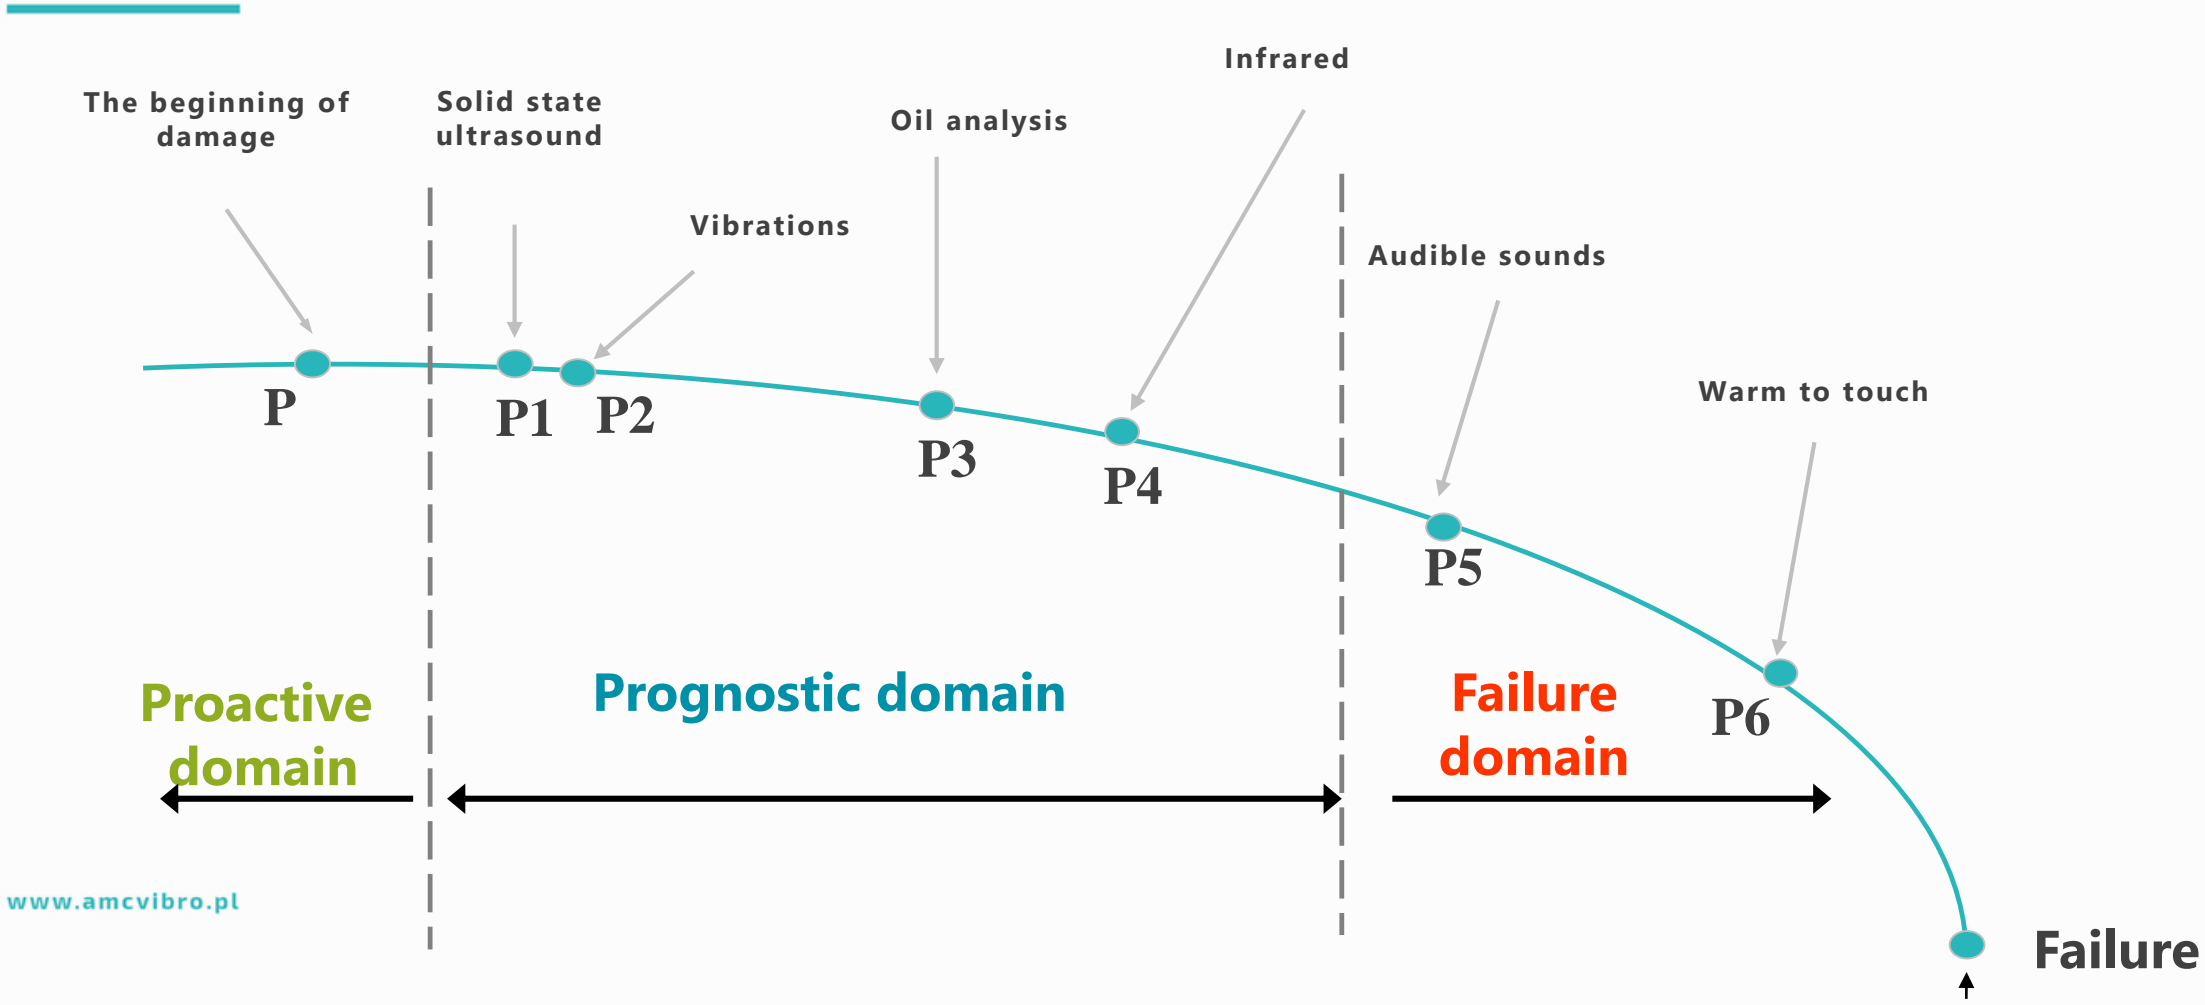 Infrared
The beginning of
damage
Solid state
ultrasound
Oil analysis
Vibrations
Audible sounds
Warm to touch
P
P1
P2
P3
P4
P5
P6
Proactive
domain
Prognostic domain
Failure
domain
www.amcvibro.pl
Failure